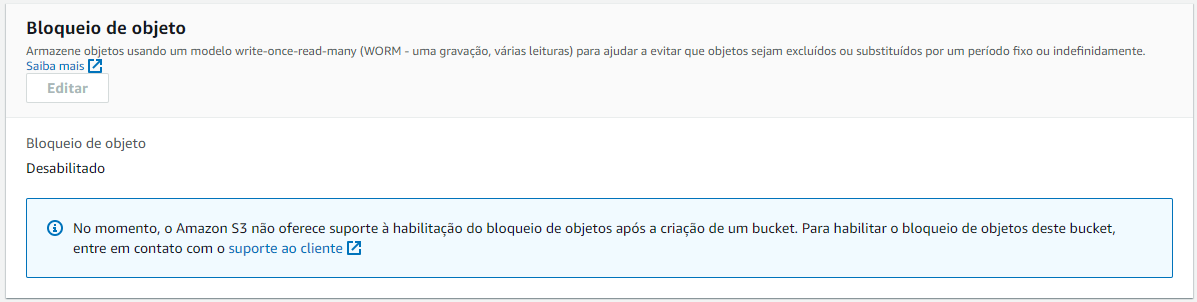 Bloqueio de objeto
Armazene objetos usando um modelo write-once-read-many (WORM - uma gravação, várias leituras) para ajudar a evitar que objetos sejam excluídos ou substituídos por um período fixo ou indefinidamente.
Saiba mais
Editar
Bloqueio de objeto
Desabilitado
No momento, o Amazon S3 não oferece suporte à habilitação do bloqueio de objetos após a criação de um bucket. Para habilitar o bloqueio de objetos deste bucket,
entre em contato com o suporte ao cliente